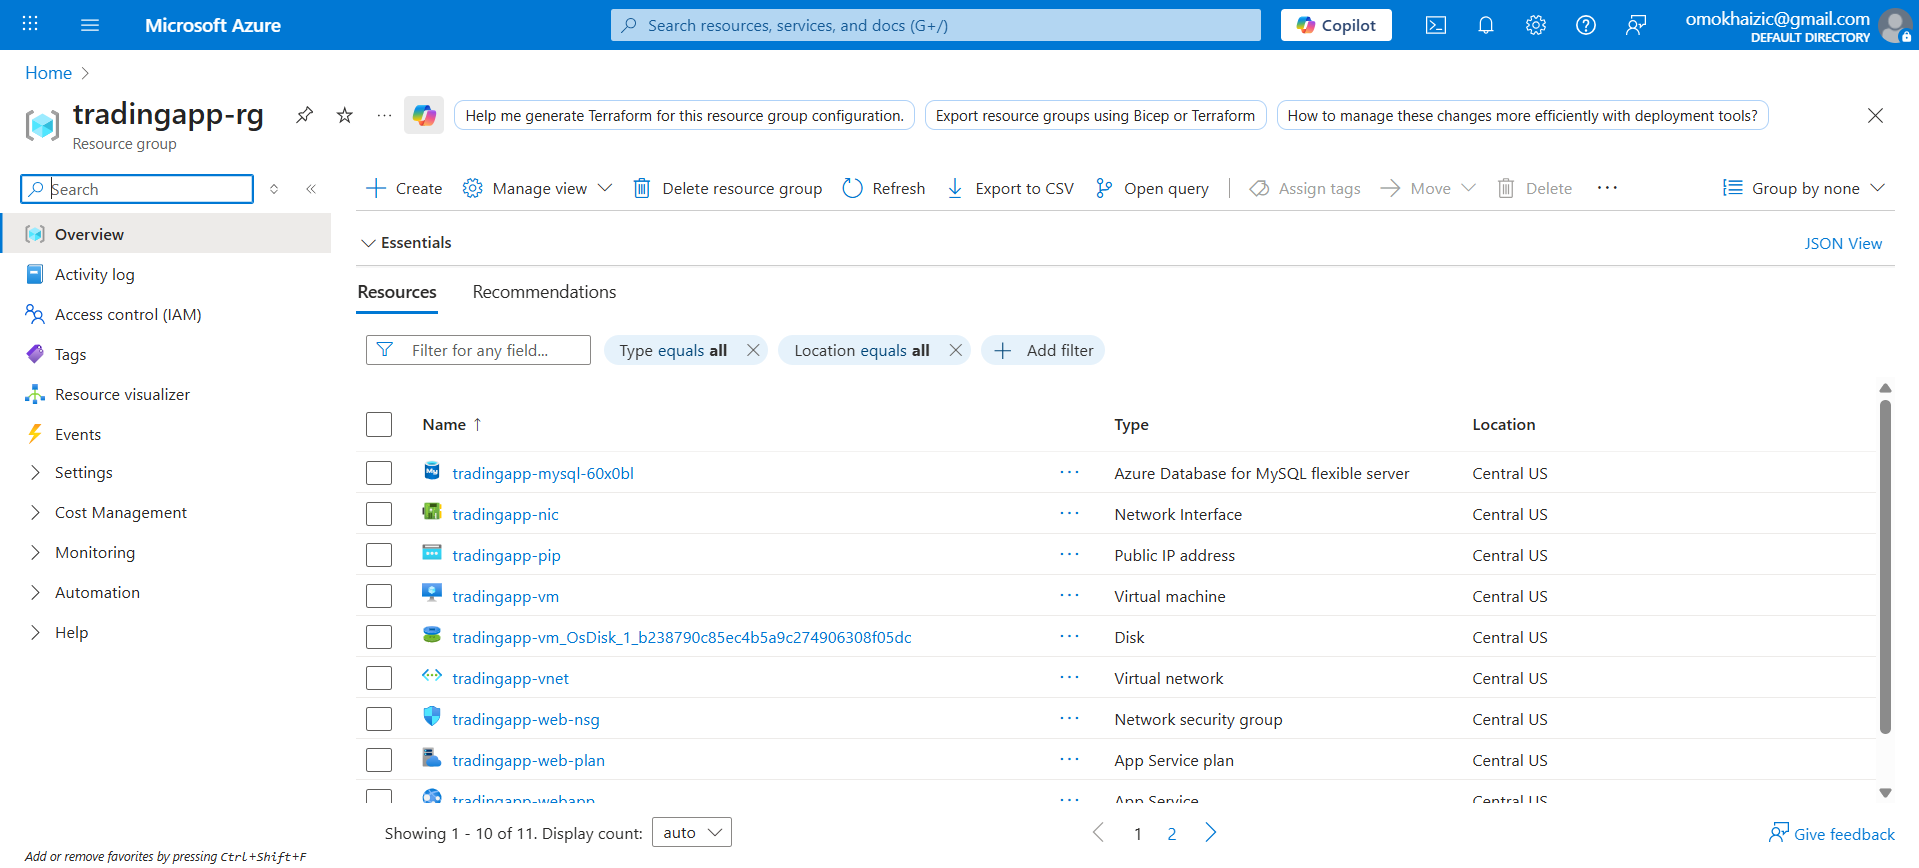 Microsoft Azure
Search resources, services, and docs (G+/)
Copilot
omokhaizic@gmail.com
DEFAULT DIRECTORY
Home
tradingapp-rg
Resource group
Help me generate Terraform for this resource group configuration.
Export resource groups using Bicep or Terraform
How to manage these changes more efficiently with deployment tools?
Search
Overview
Activity log
Access control (IAM)
Tags
Resource visualizer
Events
Settings
Cost Management
Monitoring
Automation
Help
Add or remove favorites by pressing Ctrl+Shift+F
Create
Manage view
Delete resource group
Refresh
Export to CSV
Open query
Assign tags
Move
Delete
Group by none
Essentials
JSON View
Resources Recommendations
Filter for any field...
Type equals all
Location equals all
Add filter
Name ↑ Type Location
tradingapp-mysql-60x0bl Azure Database for MySQL flexible server Central US
tradingapp-nic Network Interface Central US
tradingapp-pip Public IP address Central US
tradingapp-vm Virtual machine Central US
tradingapp-vm_OsDisk_1_b238790c85ec4b5a9c274906308f05dc Disk Central US
tradingapp-vnet Virtual network Central US
tradingapp-web-nsg Network security group Central US
tradingapp-web-plan App Service plan Central US
tradingapp-webapp App Service Central US
Showing 1 - 10 of 11. Display count: auto
1 2
Give feedback